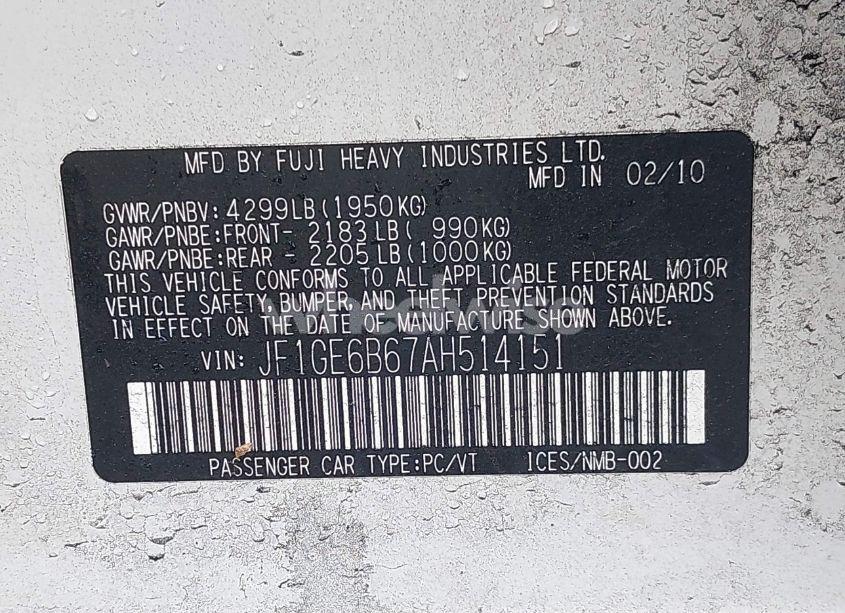 MFD BY FUJI HEAVY INDUSTRIES LTD.
MFD IN 02/10
GVWR/PNBV: 4299LB(1950KG)
GAWR/PNBE:FRONT- 2183LB( 990KG)
GAWR/PNBE:REAR - 2205LB(1000KG)
THIS VEHICLE CONFORMS TO ALL APPLICABLE FEDERAL MOTOR
VEHICLE SAFETY, BUMPER, AND THEFT PREVENTION STANDARDS
IN EFFECT ON THE DATE OF MANUFACTURE SHOWN ABOVE.
VIN: JF1GE6B67AH514151
PASSENGER CAR TYPE:PC/VT ICES/NMB-002